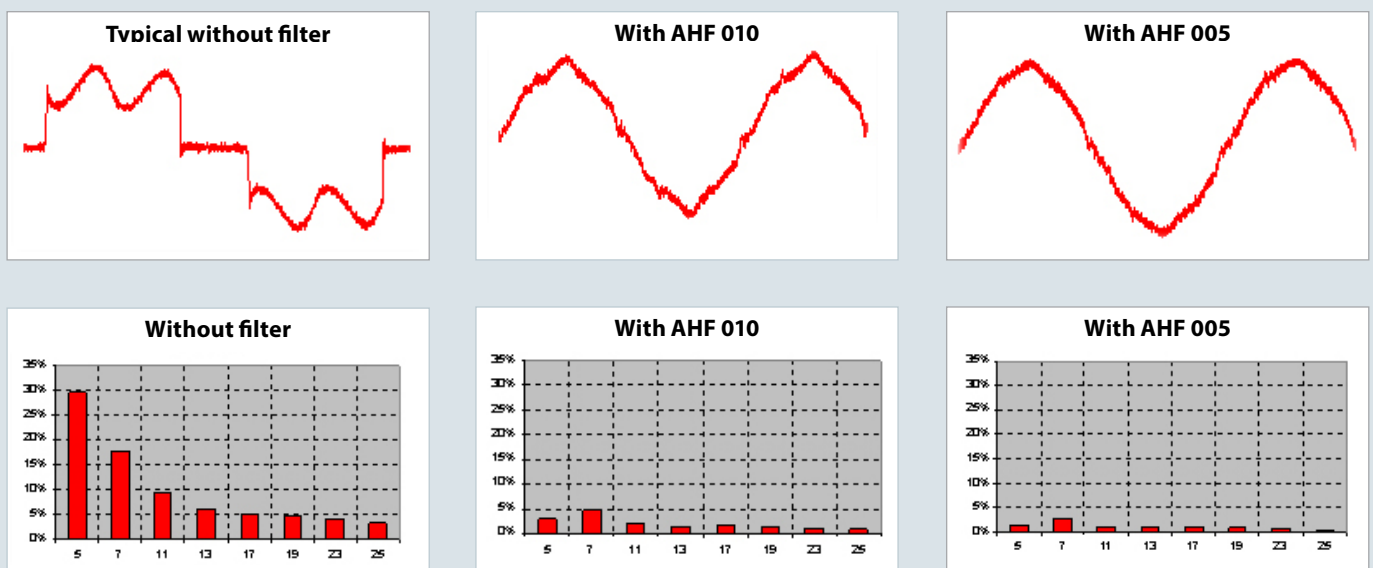 Typical without filter
With AHF 010
With AHF 005
Without filter
35%
30%
25%
20%
15%
10%
5%
0%
5 7 11 13 17 19 23 25
With AHF 010
35%
30%
25%
20%
15%
10%
5%
0%
5 7 11 13 17 19 23 25
With AHF 005
35%
30%
25%
20%
15%
10%
5%
0%
5 7 11 13 17 19 23 25